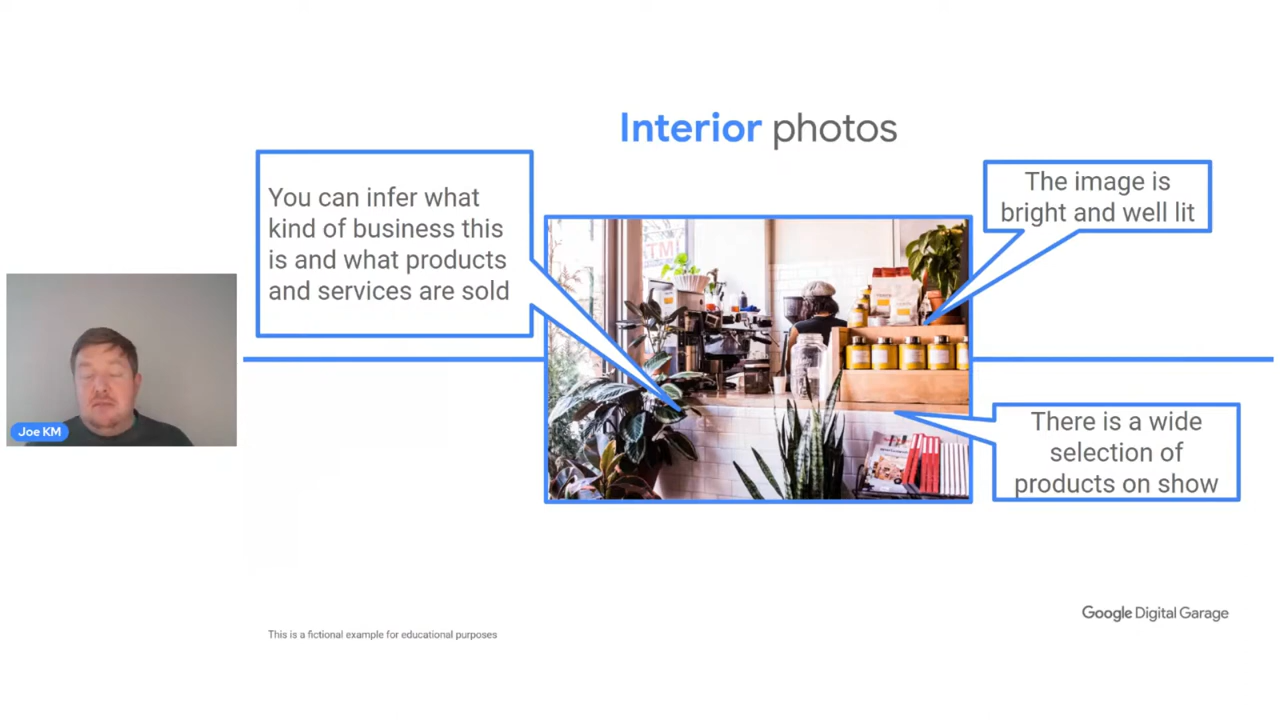 Interior photos
You can infer what
kind of business this
is and what products
and services are sold
The image is
bright and well lit
There is a wide
selection of
products on show
Joe KM
Google Digital Garage
This is a fictional example for educational purposes